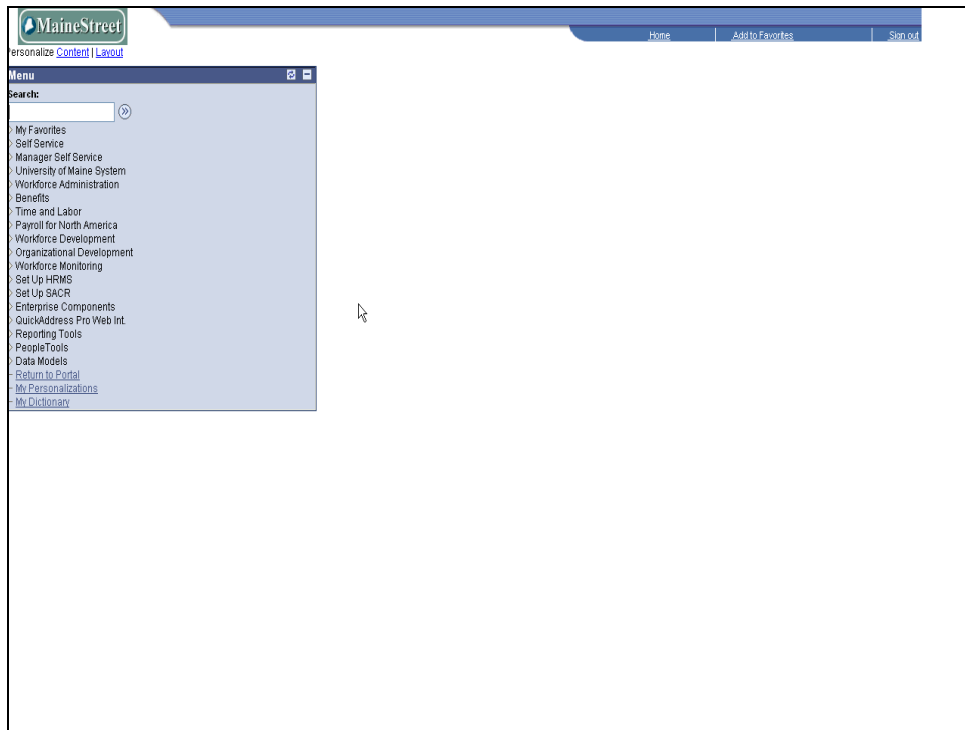 MaineStreet
Home | Add to Favorites | Sign out
Personalize Content | Layout
Menu
Search:
My Favorites
Self Service
Manager Self Service
University of Maine System
Workforce Administration
Benefits
Time and Labor
Payroll for North America
Workforce Development
Organizational Development
Workforce Monitoring
Set Up HRMS
Set Up SACR
Enterprise Components
QuickAddress Pro Web Int.
Reporting Tools
PeopleTools
Data Models
Return to Portal
My Personalizations
My Dictionary